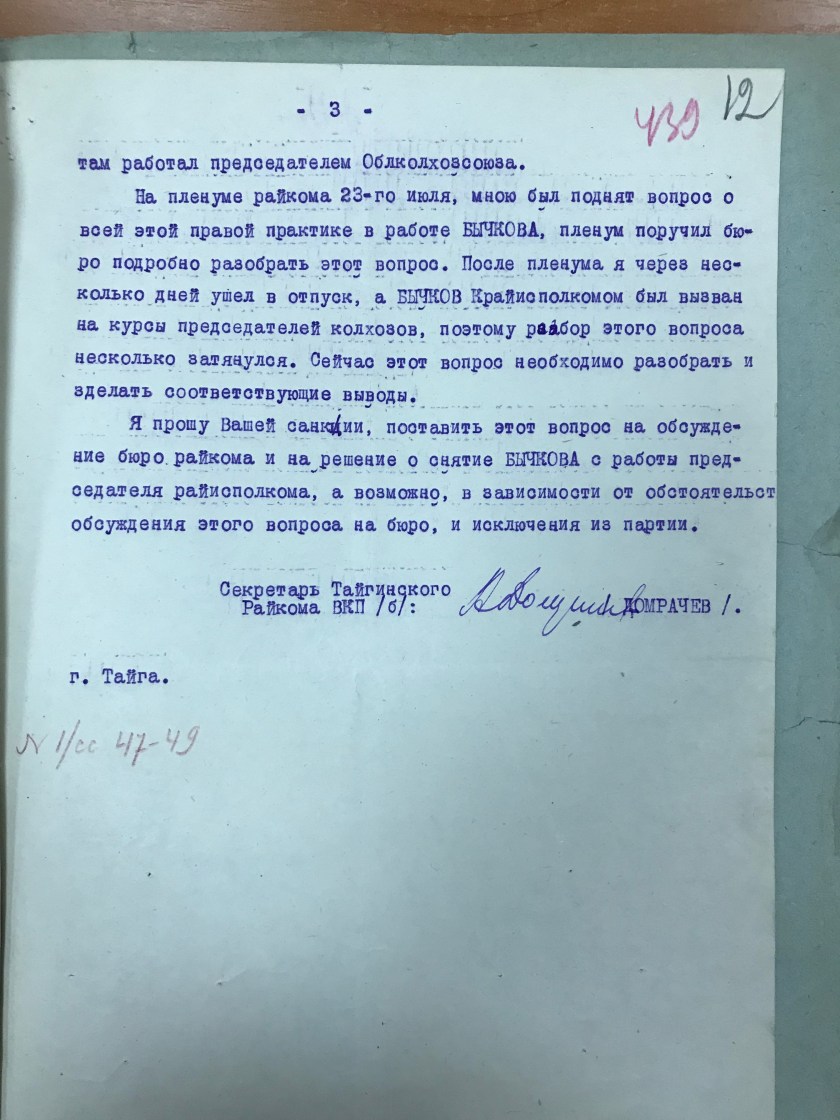 - 3 -
439 12
там работал председателем Облколхозсоюза.
На пленуме райкома 23-го июля, мною был поднят вопрос о
всей этой правой практике в работе БЫЧКОВА, пленум поручил бю-
ро подробно разобрать этот вопрос. После пленума я через нес-
колько дней ушел в отпуск, а БЫЧКОВ Крайисполкомом был вызван
на курсы председателей колхозов, поэтому разбор этого вопроса
несколько затянулся. Сейчас этот вопрос необходимо разобрать и
зделать соответствующие выводы.
Я прошу Вашей санкции, поставить этот вопрос на обсужде-
ние бюро райкома и на решение о снятие БЫЧКОВА с работы пред-
седателя райисполкома, а возможно, в зависимости от обстоятельст
обсуждения этого вопроса на бюро, и исключения из партии.
Секретарь Тайгинского
Райкома ВКП /б/: / ДОМРАЧЕВ /.
г. Тайга.
N 1/сс 47-49